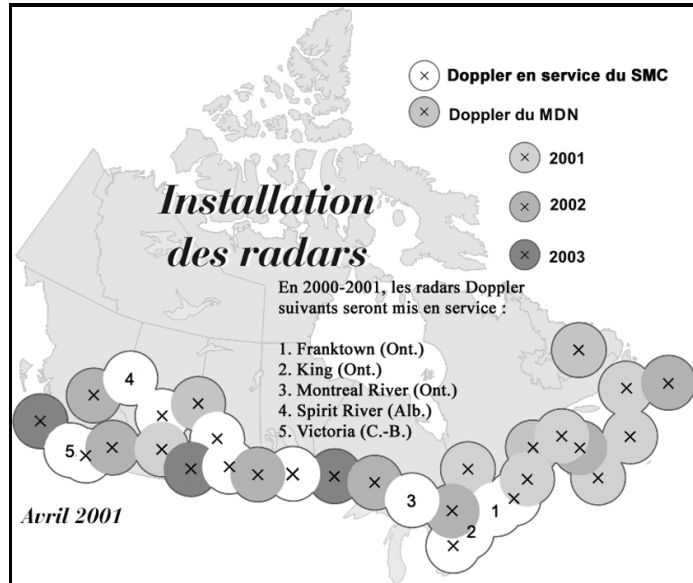 Doppler en service du SMC
Doppler du MDN
2001
2002
2003
Installation
des radars
En 2000-2001, les radars Doppler
suivants seront mis en service :
1. Franktown (Ont.)
2. King (Ont.)
3. Montreal River (Ont.)
4. Spirit River (Alb.)
5. Victoria (C.-B.)
4
5
3
1
2
Avril 2001